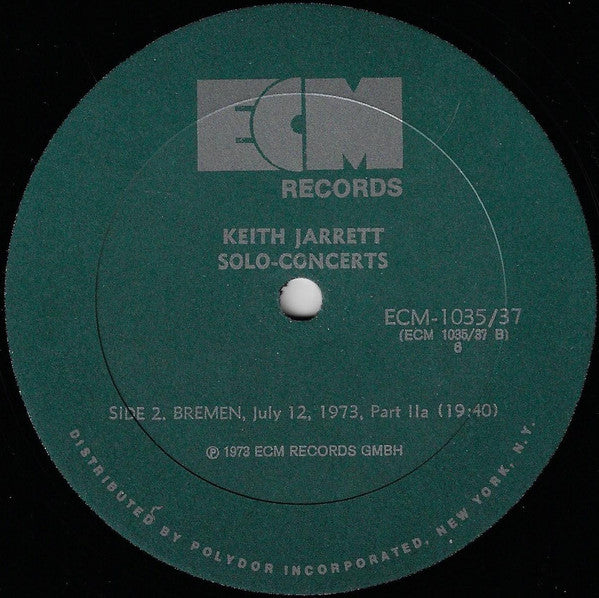 ECM
RECORDS
KEITH JARRETT
SOLO-CONCERTS
ECM-1035/37
(ECM 1035/37 B)
6
SIDE 2. BREMEN, July 12, 1973, Part IIa (19:40)
℗ 1973 ECM RECORDS GMBH
DISTRIBUTED BY POLYDOR INCORPORATED, NEW YORK, N.Y.